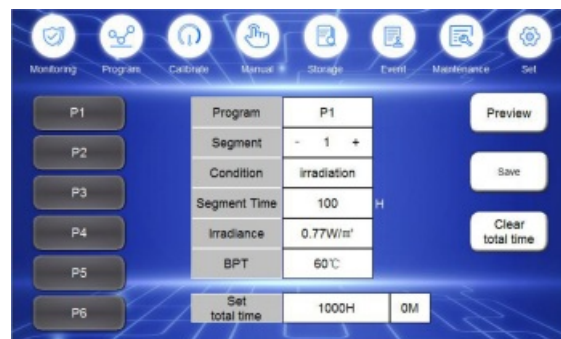 Monitoring Program Calibrate Manual Storage Event Maintenance Set
P1
P2
P3
P4
P5
P6
Program P1
Segment - 1 +
Condition irradiation
Segment Time 100 H
Irradiance 0.77W/㎡
BPT 60℃
Set
total time 1000H 0M
Preview
Save
Clear
total time